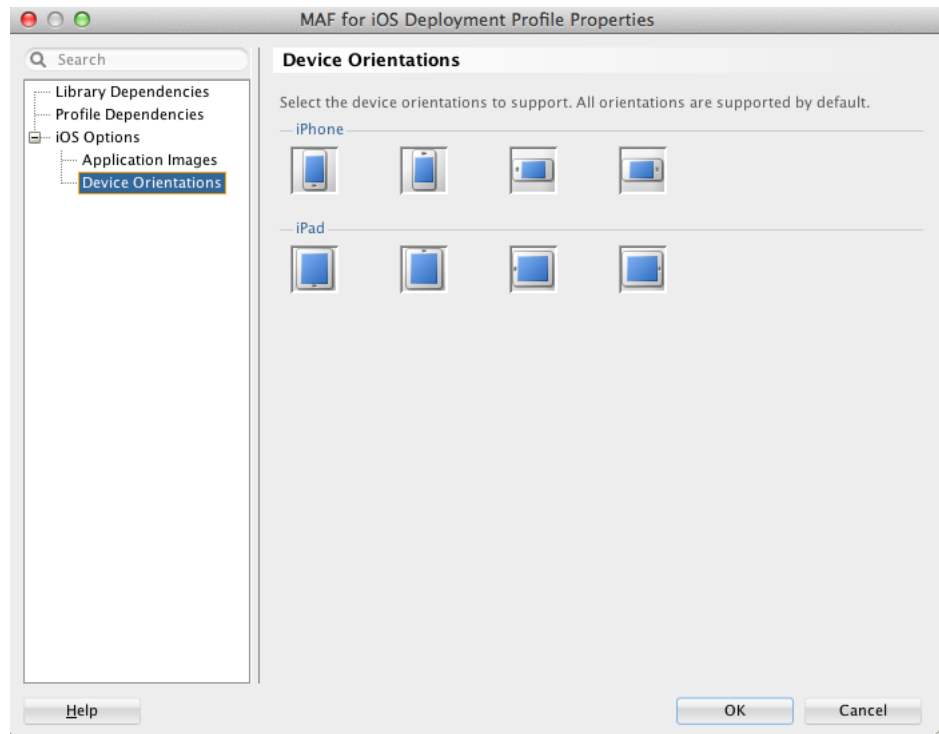 MAF for iOS Deployment Profile Properties
Search
Library Dependencies
Profile Dependencies
iOS Options
Application Images
Device Orientations
Device Orientations
Select the device orientations to support. All orientations are supported by default.
iPhone
iPad
Help
OK
Cancel